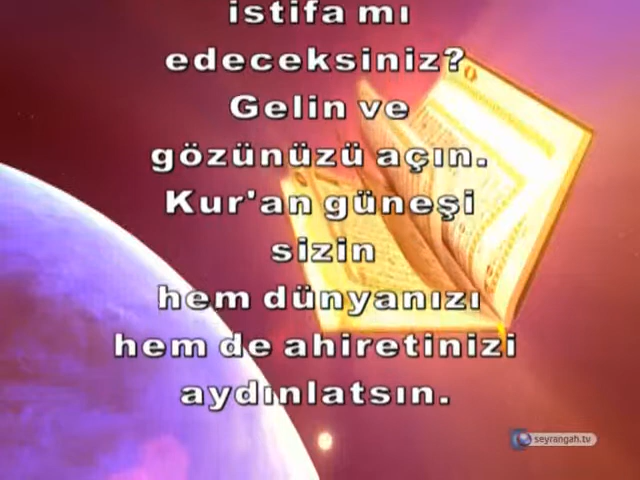 istifa mı
edeceksiniz?
Gelin ve
gözünüzü açın.
Kur'an güneşi
sizin
hem dünyanızı
hem de ahiretinizi
aydınlatsın.
seyrangah.tv